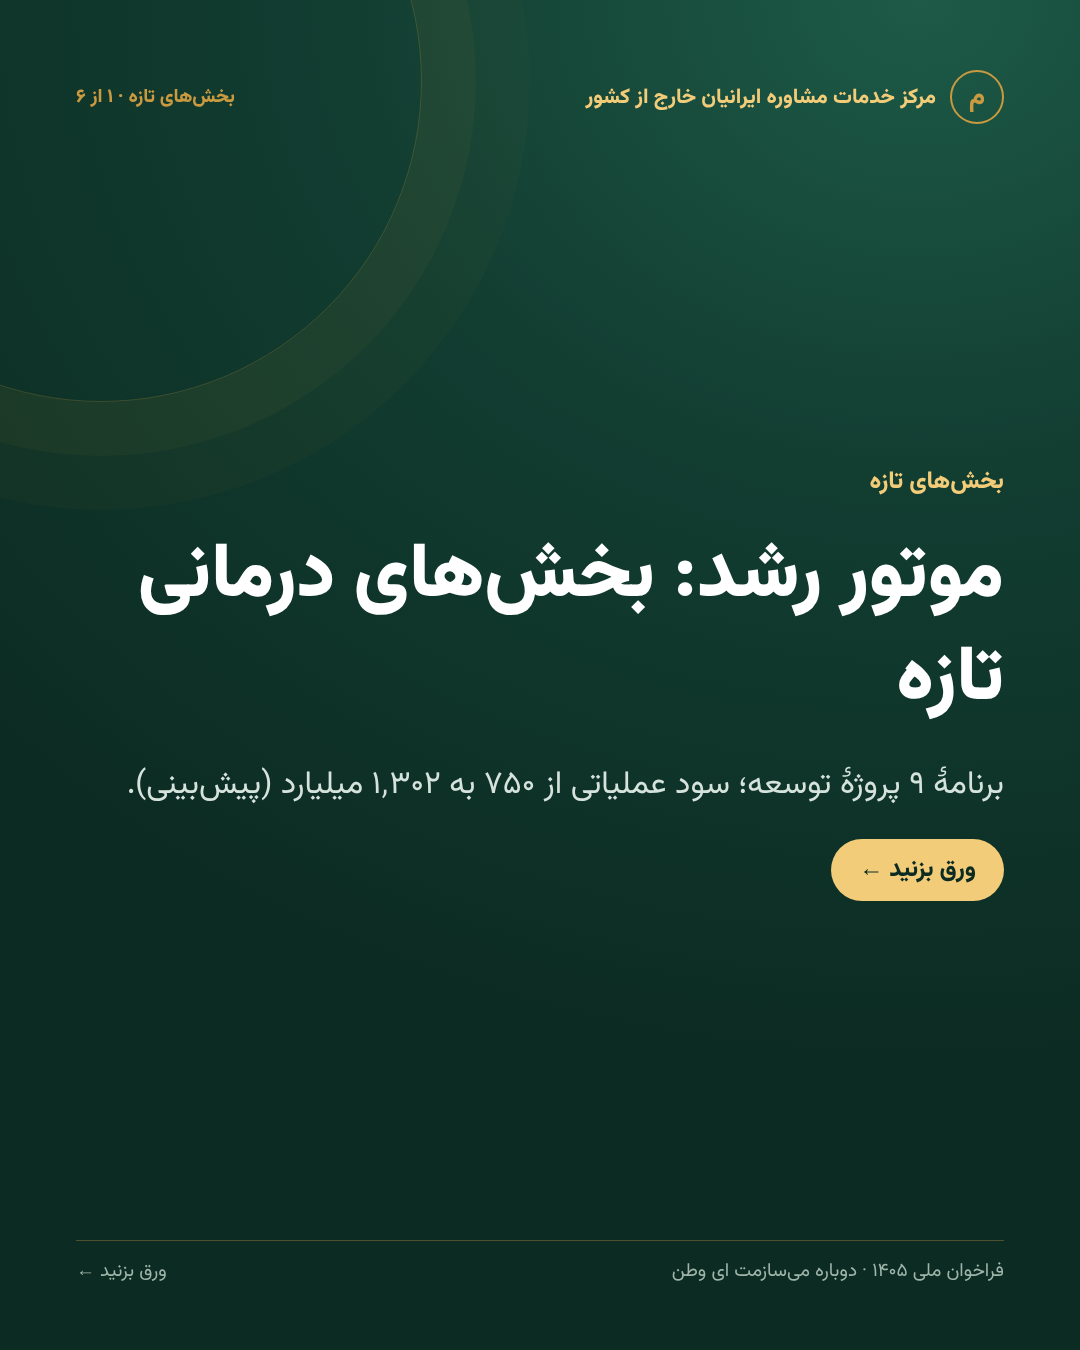 م
مرکز خدمات مشاوره ایرانیان خارج از کشور
بخش‌های تازه · ۱ از ۶
بخش‌های تازه
موتور رشد: بخش‌های درمانی
تازه
برنامهٔ ۹ پروژهٔ توسعه؛ سود عملیاتی از ۷۵۰ به ۱,۳۰۲ میلیارد (پیش‌بینی).
ورق بزنید ←
فراخوان ملی ۱۴۰۵ · دوباره می‌سازمت ای وطن
ورق بزنید ←